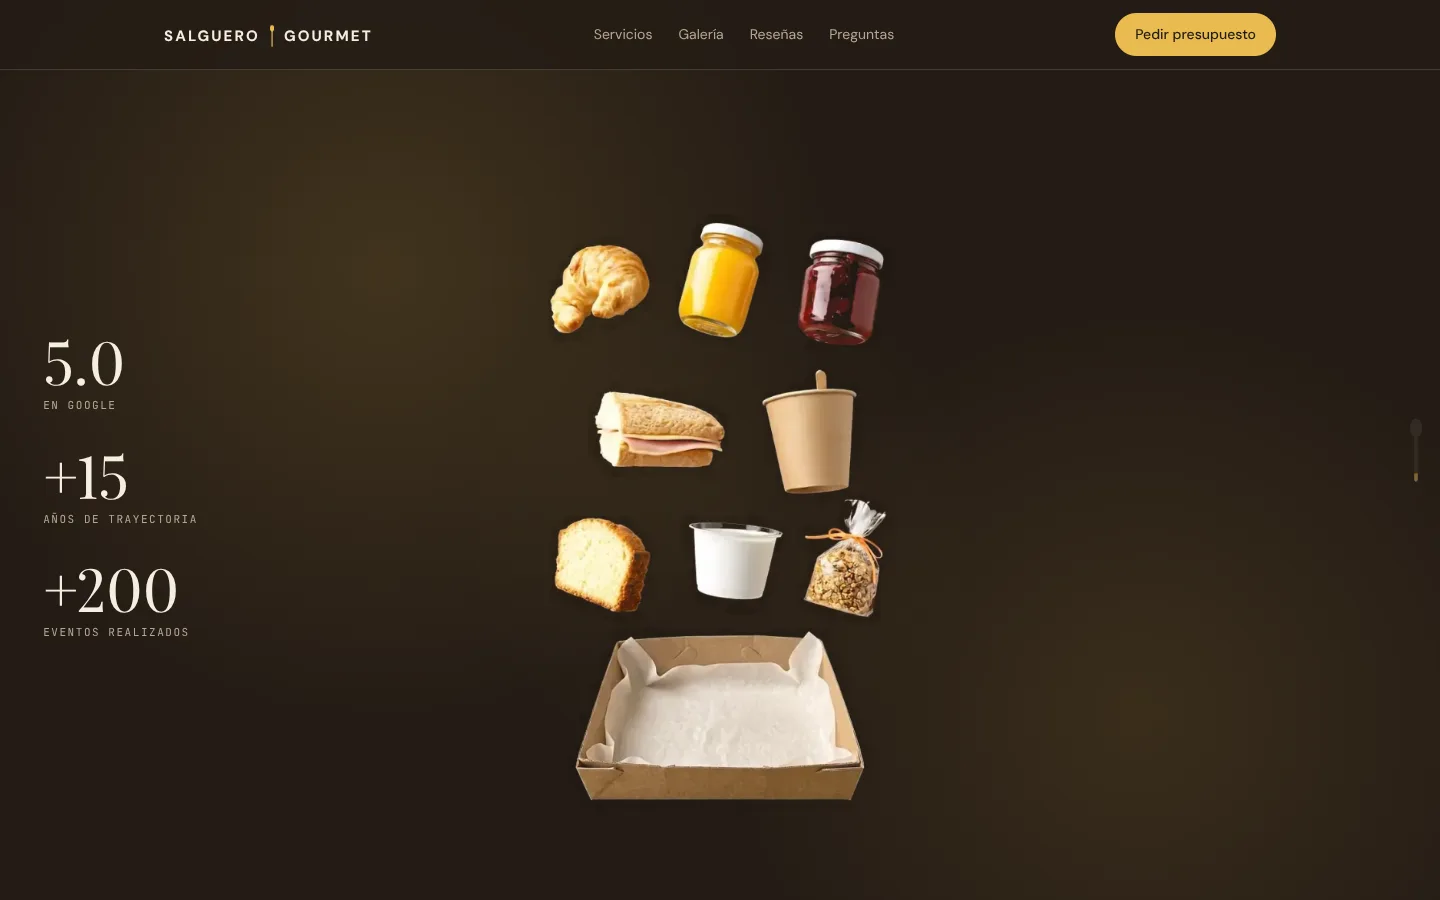 SALGUERO GOURMET
Servicios Galería Reseñas Preguntas
Pedir presupuesto
5.0
EN GOOGLE
+15
AÑOS DE TRAYECTORIA
+200
EVENTOS REALIZADOS